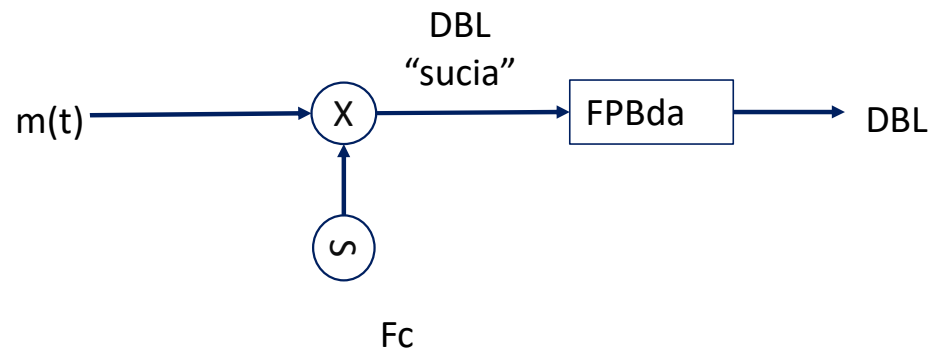 DBL
“sucia”
m(t)
X
FPBda
DBL
Fc